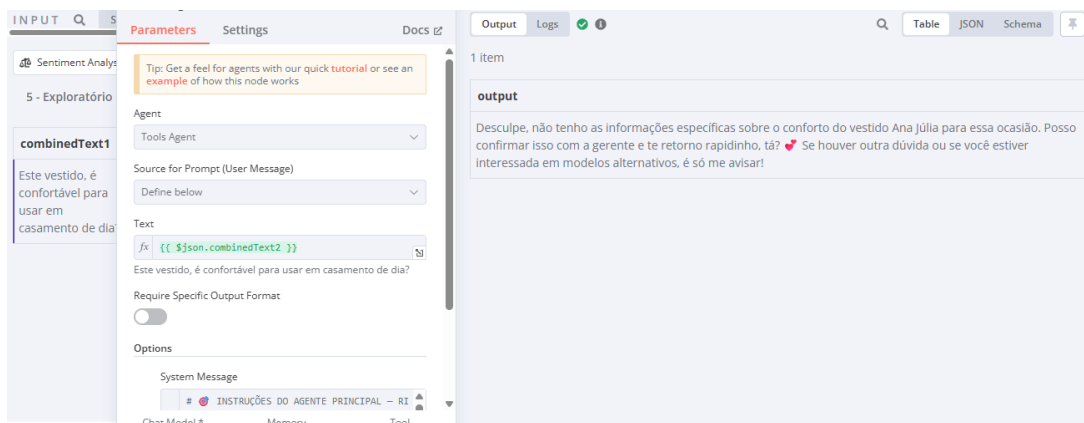 INPUT
S
Sentiment Analys
5 - Exploratório
combinedText1
Este vestido, é
confortável para
usar em
casamento de dia?
Parameters
Settings
Docs
Tip: Get a feel for agents with our quick tutorial or see an
example of how this node works
Agent
Tools Agent
Source for Prompt (User Message)
Define below
Text
fx {{ $json.combinedText2 }}
Este vestido, é confortável para usar em casamento de dia?
Require Specific Output Format
Options
System Message
# 🎯 INSTRUÇÕES DO AGENTE PRINCIPAL — RI
Chat Model *
Memory
Tool
Output
Logs
Table
JSON
Schema
1 item
output
Desculpe, não tenho as informações específicas sobre o conforto do vestido Ana Júlia para essa ocasião. Posso
confirmar isso com a gerente e te retorno rapidinho, tá? 💕 Se houver outra dúvida ou se você estiver
interessada em modelos alternativos, é só me avisar!